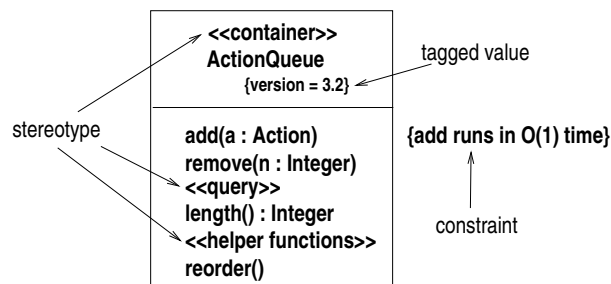 <<container>>
ActionQueue
{version = 3.2}
tagged value
stereotype
add(a : Action)
{add runs in O(1) time}
remove(n : Integer)
<<query>>
length() : Integer
constraint
<<helper functions>>
reorder()